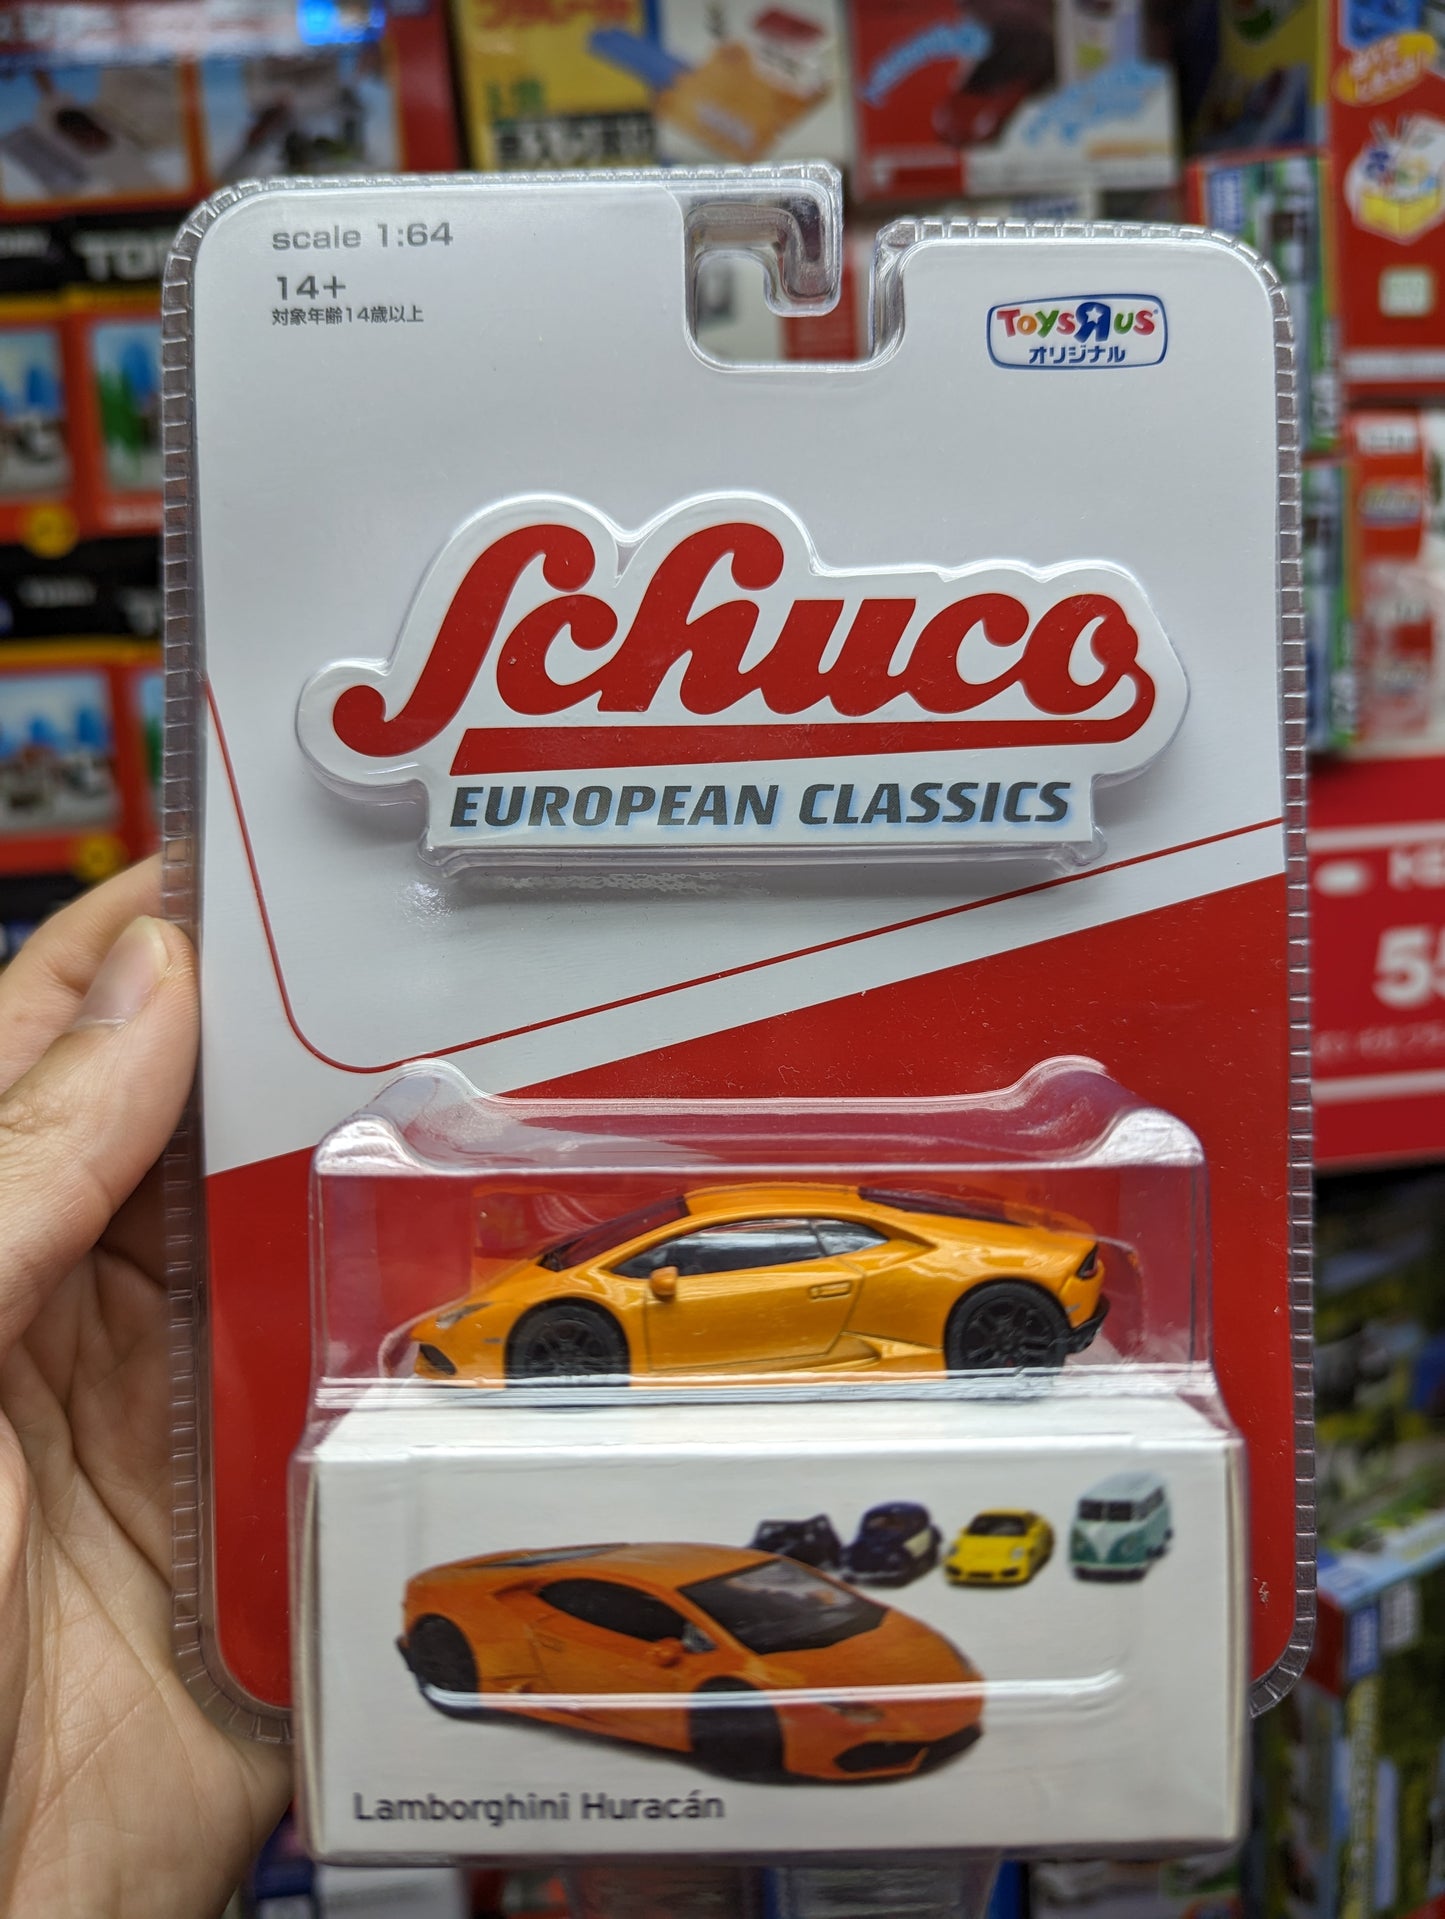 scale 1:64
14+
対象年齢14歳以上
ToysЯus
オリジナル
Schuco
EUROPEAN CLASSICS
Lamborghini Huracán